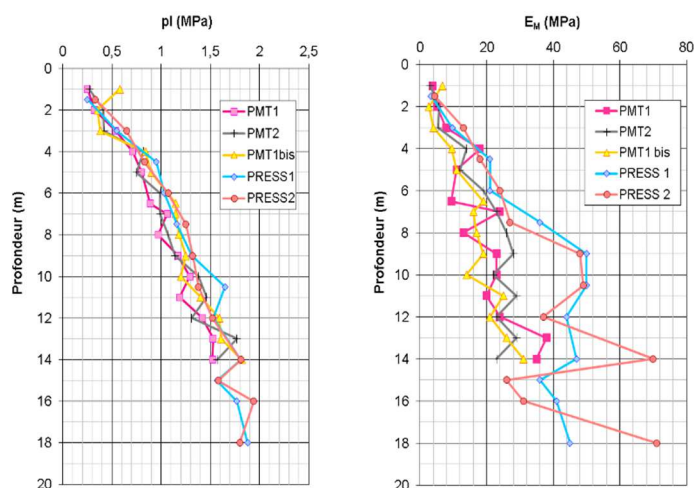 pl (MPa)
0 0,5 1 1,5 2 2,5
0
2
4
6
8
10
12
14
16
18
Profondeur (m)
PMT1
PMT2
PMT1bis
PRESS1
PRESS2
E_M (MPa)
0 20 40 60 80
0
2
4
6
8
10
12
14
16
18
Profondeur (m)
PMT1
PMT2
PMT1 bis
PRESS 1
PRESS 2